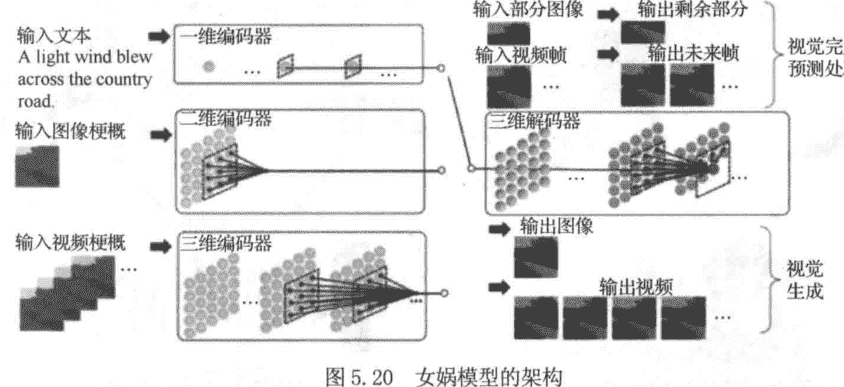 输入文本
A light wind blew
across the country
road.
一维编码器
输入图像梗概
二维编码器
输入视频梗概
...
三维编码器
输入部分图像
输出剩余部分
输入视频帧
输出未来帧
视觉完
预测处
三维解码器
输出图像
输出视频
视觉
生成
图 5.20 女娲模型的架构